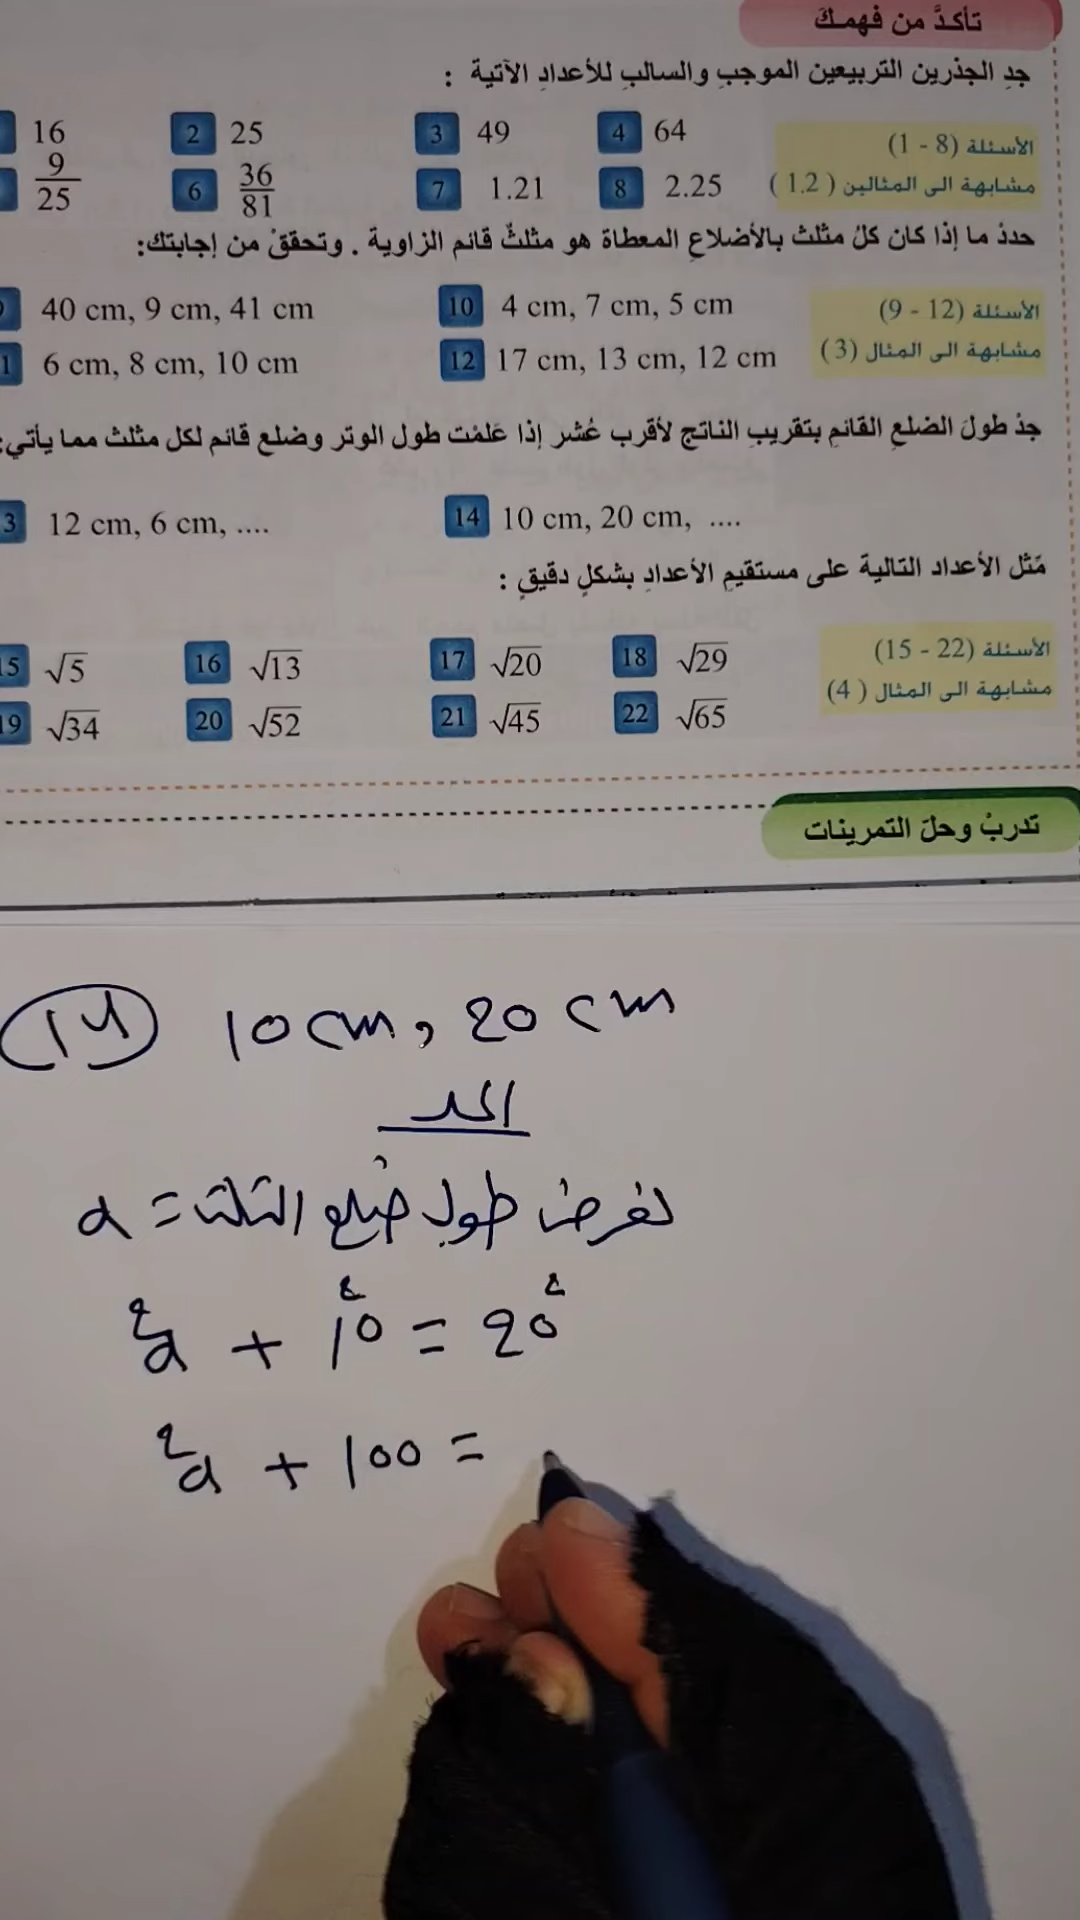 تأكدَّ من فهمكَ
جدِ الجذرين التربيعين الموجبِ والسالبِ للأعدادِ الآتية :
16 2 25 3 49 4 64 الأسئلة (8 - 1)
9/25 6 36/81 7 1.21 8 2.25 مشابهة الى المثالين (1.2)
حددْ ما إذا كان كلُ مثلث بالأضلاعِ المعطاة هو مثلثٌ قائم الزاوية . وتحققْ من إجابتك:
40 cm, 9 cm, 41 cm 10 4 cm, 7 cm, 5 cm الأسئلة (12 - 9)
1 6 cm, 8 cm, 10 cm 12 17 cm, 13 cm, 12 cm مشابهة الى المثال (3)
جدْ طولَ الضلعِ القائمِ بتقريبِ الناتج لأقرب عُشر إذا عَلمْت طول الوتر وضلع قائم لكل مثلث مما يأتي:
3 12 cm, 6 cm, .... 14 10 cm, 20 cm, ....
مّثل الأعداد التالية على مستقيمِ الأعدادِ بشكلٍ دقيقٍ :
15 √5 16 √13 17 √20 18 √29 الأسئلة (22 - 15)
19 √34 20 √52 21 √45 22 √65 مشابهة الى المثال (4)
تدربْ وحلَ التمرينات
14 10 cm, 20 cm
الحل
نفرض طول ضلع الثالث = a
a² + 10² = 20²
a² + 100 =